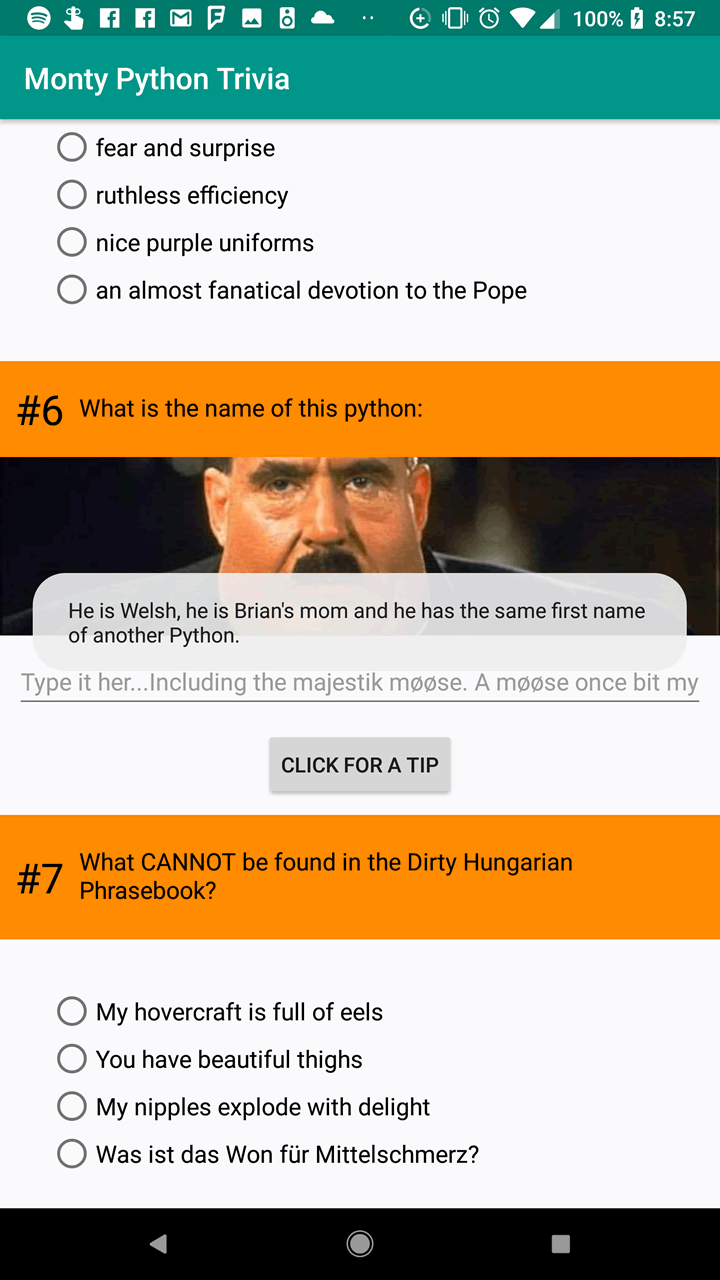 100% 8:57
Monty Python Trivia
fear and surprise
ruthless efficiency
nice purple uniforms
an almost fanatical devotion to the Pope
#6 What is the name of this python:
He is Welsh, he is Brian's mom and he has the same first name
of another Python.
Type it her...Including the majestik møøse. A møøse once bit my
CLICK FOR A TIP
#7 What CANNOT be found in the Dirty Hungarian
Phrasebook?
My hovercraft is full of eels
You have beautiful thighs
My nipples explode with delight
Was ist das Won für Mittelschmerz?